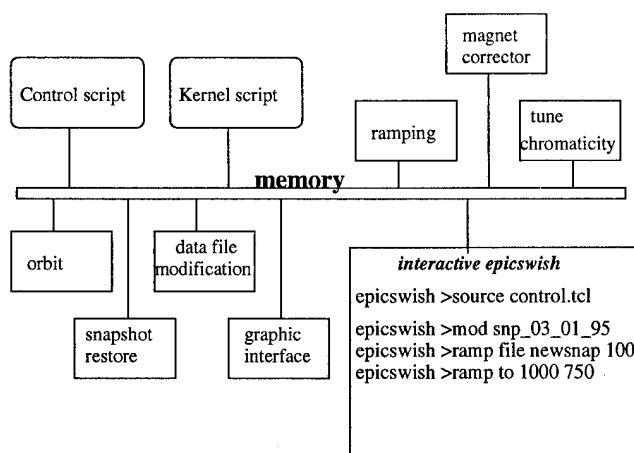 magnet
corrector
Control script
Kernel script
ramping
tune
chromaticity
memory
orbit
data file
modification
snapshot
restore
graphic
interface
interactive epicswish
epicswish >source control.tcl
epicswish >mod snp_03_01_95
epicswish >ramp file newsnap 100
epicswish >ramp to 1000 750